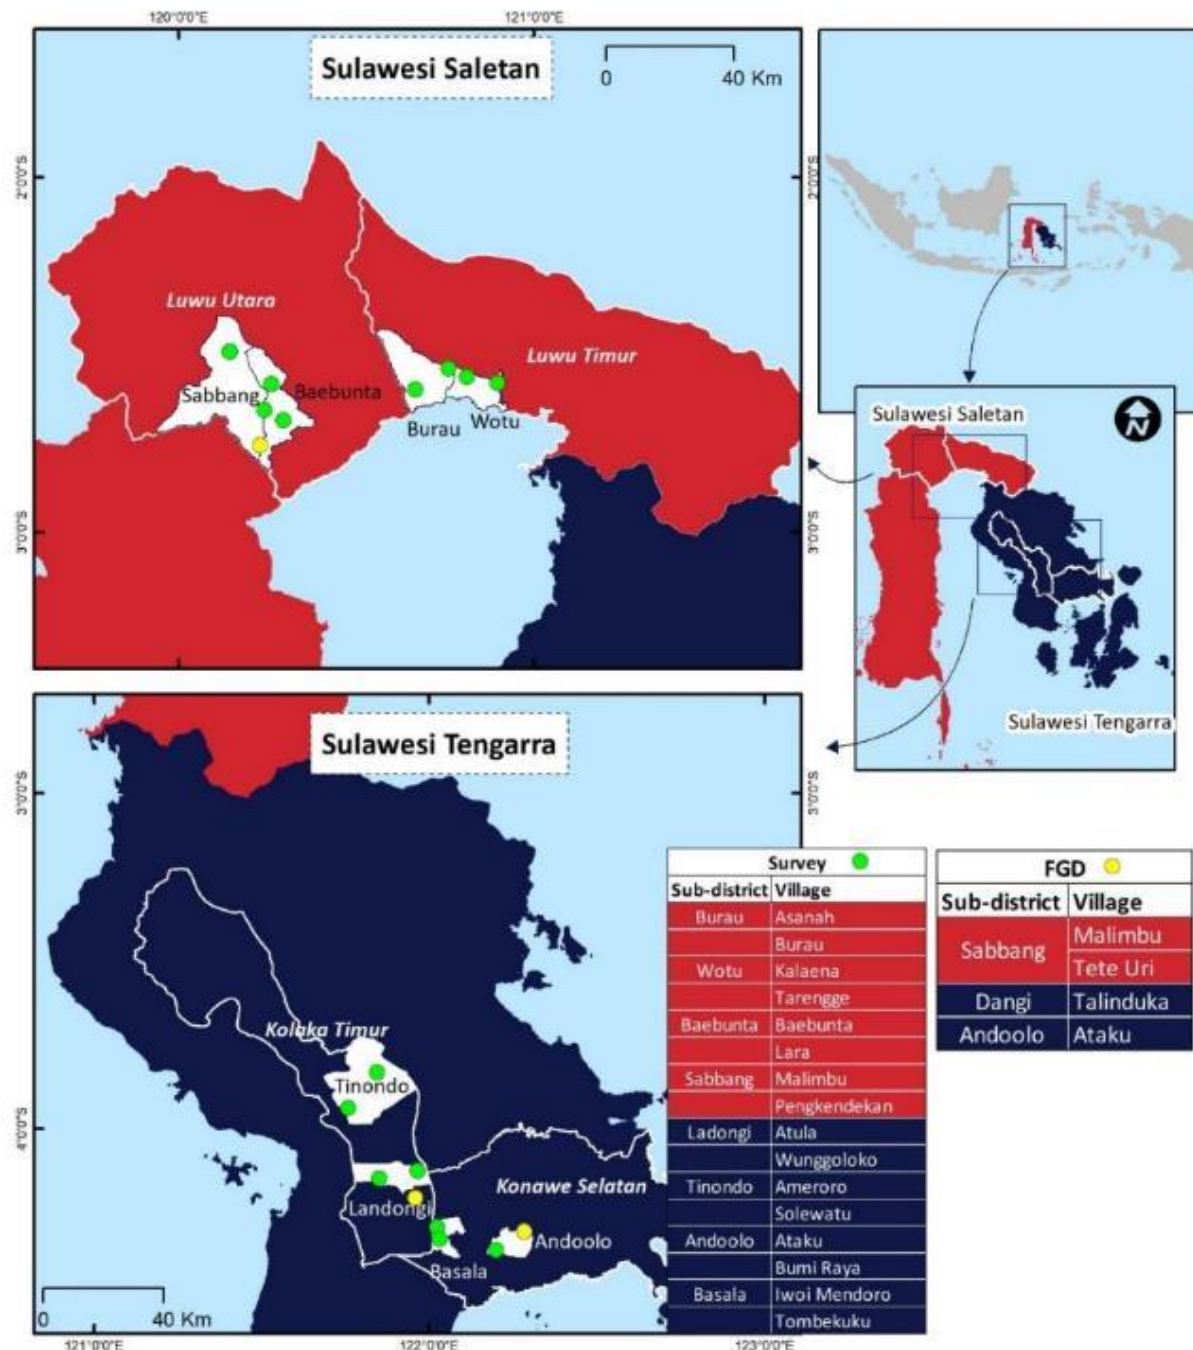 120°0'0"E 121°0'0"E
Sulawesi Saletan
0 40 Km
2°0'0"S
2°0'0"S
Luwu Utara
Luwu Timur
Sabbang
Baebunta
Burau
Wotu
3°0'0"S
3°0'0"S
Sulawesi Saletan
N
Sulawesi Tengarra
Sulawesi Tengarra
3°0'0"S
3°0'0"S
Kolaka Timur
Tinondo
4°0'0"S
4°0'0"S
Konawe Selatan
Landongi
Andoolo
Basala
0 40 Km
121°0'0"E 122°0'0"E 123°0'0"E
Survey
Sub-district Village
Burau Asanah
Burau
Wotu Kalaena
Tarengge
Baebunta Baebunta
Lara
Sabbang Malimbu
Pengkendekan
Ladongi Atula
Wunggoloko
Tinondo Ameroro
Solewatu
Andoolo Ataku
Bumi Raya
Basala Iwoi Mendoro
Tombekuku
FGD
Sub-district Village
Sabbang Malimbu
Tete Uri
Dangi Talinduka
Andoolo Ataku